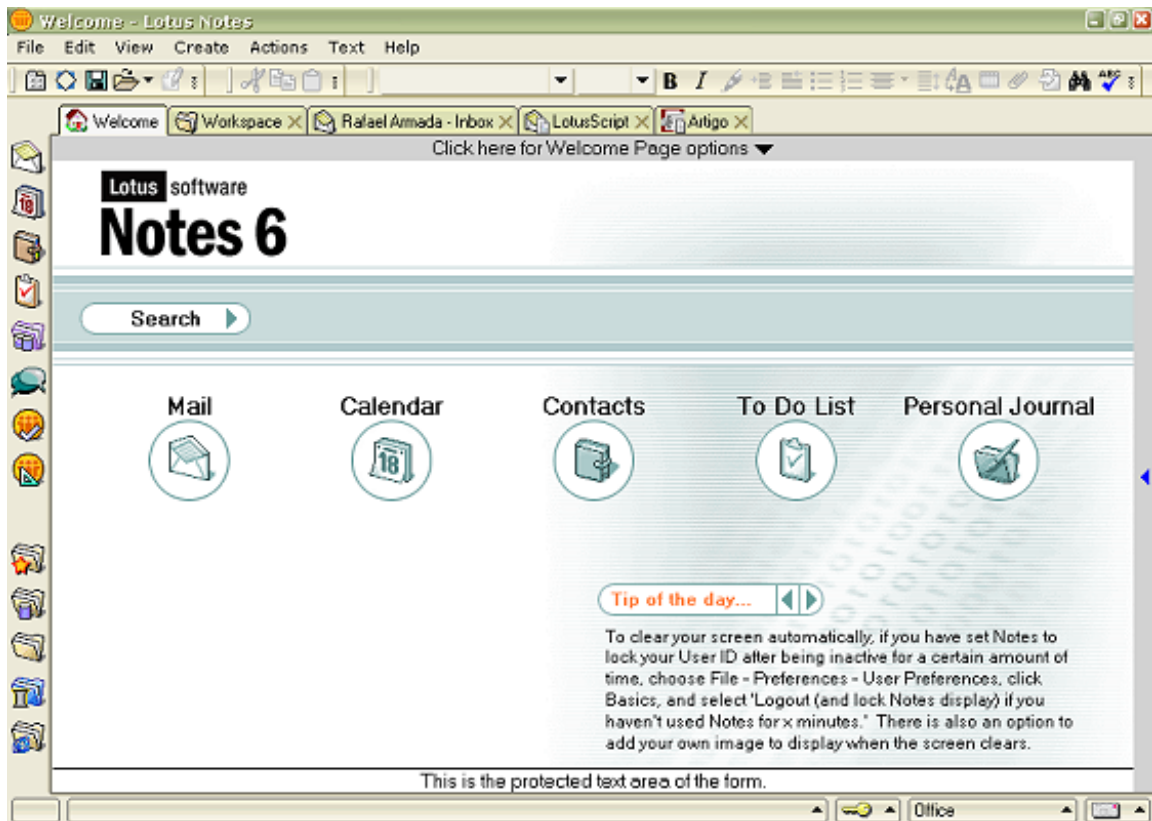 Welcome - Lotus Notes
File Edit View Create Actions Text Help
B I
Welcome Workspace Rafael Armada - Inbox LotusScript Artigo
Click here for Welcome Page options
Lotus software
Notes 6
Search
Mail Calendar Contacts To Do List Personal Journal
18 18
Tip of the day...
To clear your screen automatically, if you have set Notes to
lock your User ID after being inactive for a certain amount of
time, choose File - Preferences - User Preferences, click
Basics, and select 'Logout (and lock Notes display) if you
haven't used Notes for x minutes." There is also an option to
add your own image to display when the screen clears.
This is the protected text area of the form.
Office